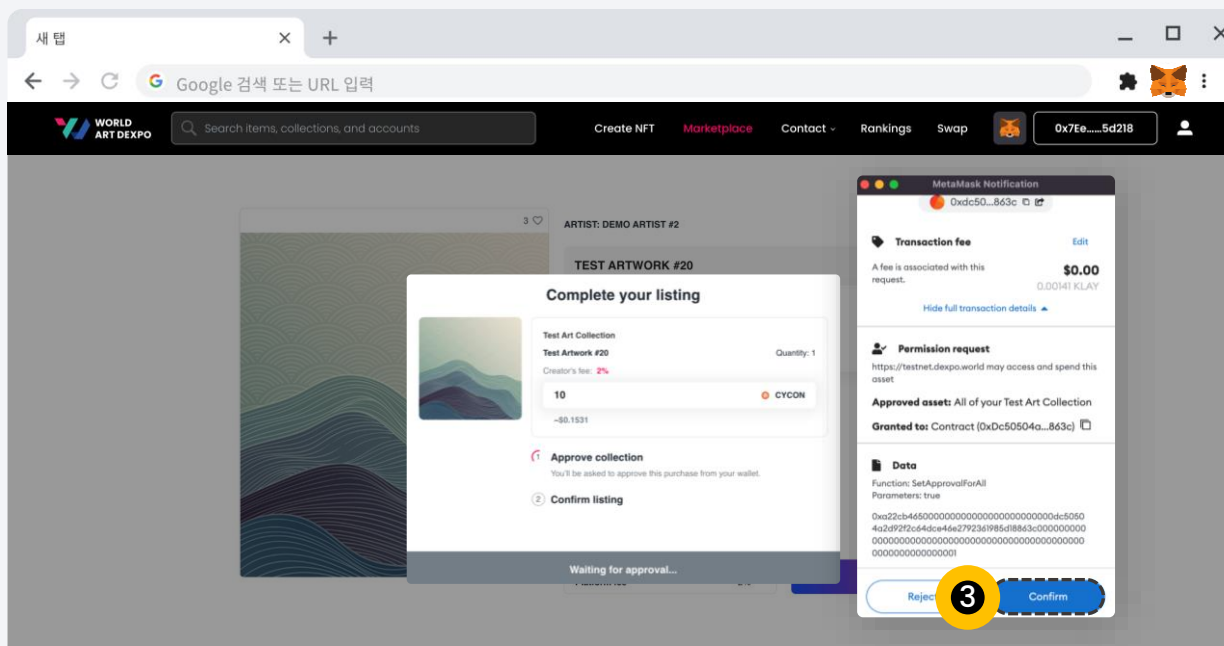 새 탭
Google 검색 또는 URL 입력
WORLD
ART DEXPO
Search items, collections, and accounts
Create NFT
Marketplace
Contact
Rankings
Swap
0x7Ee......5d218
3
ARTIST: DEMO ARTIST #2
TEST ARTWORK #20
Complete your listing
Test Art Collection
Test Artwork #20
Quantity: 1
Creator's fee: 2%
10
CYCON
~$0.1531
1 Approve collection
You'll be asked to approve this purchase from your wallet.
2 Confirm listing
Waiting for approval...
MetaMask Notification
0xdc50...863c
Transaction fee
Edit
A fee is associated with this
request.
$0.00
0.00141 KLAY
Hide full transaction details
Permission request
https://testnet.dexpo.world may access and spend this
asset
Approved asset: All of your Test Art Collection
Granted to: Contract (0xDc50504a...863c)
Data
Function: SetApprovalForAll
Parameters: true
Reject
3
Confirm